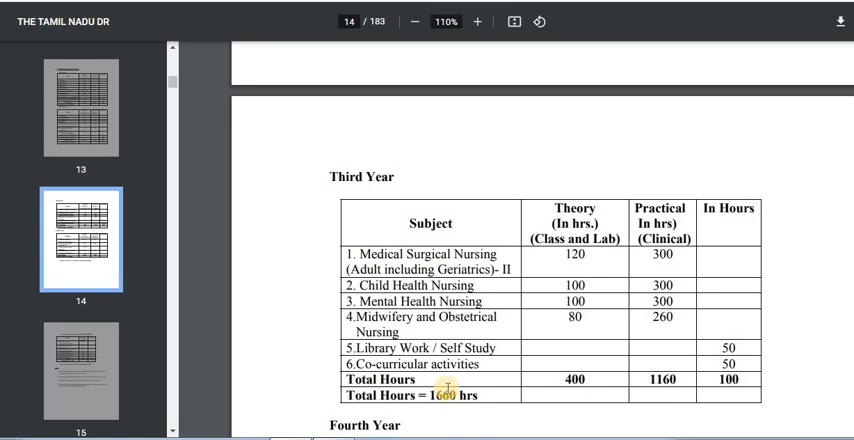 THE TAMIL NADU DR
14 / 183
110%
13
14
15
Third Year
Subject Theory (In hrs.) (Class and Lab) Practical In hrs) (Clinical) In Hours
1. Medical Surgical Nursing (Adult including Geriatrics)- II 120 300
2. Child Health Nursing 100 300
3. Mental Health Nursing 100 300
4.Midwifery and Obstetrical Nursing 80 260
5.Library Work / Self Study 50
6.Co-curricular activities 50
Total Hours 400 1160 100
Total Hours = 1660 hrs
Fourth Year